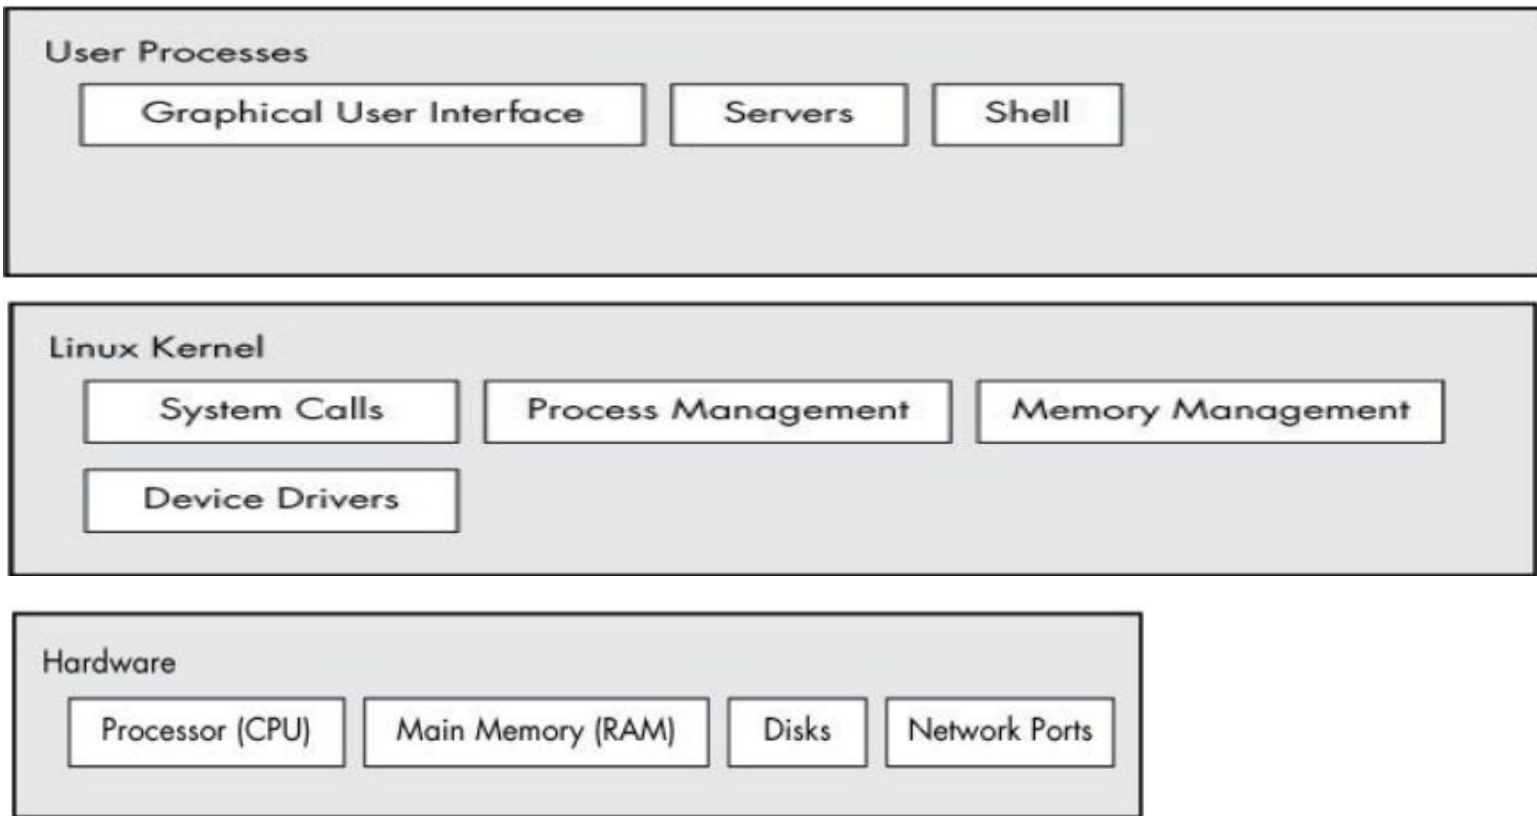 User Processes
Graphical User Interface
Servers
Shell
Linux Kernel
System Calls
Process Management
Memory Management
Device Drivers
Hardware
Processor (CPU)
Main Memory (RAM)
Disks
Network Ports